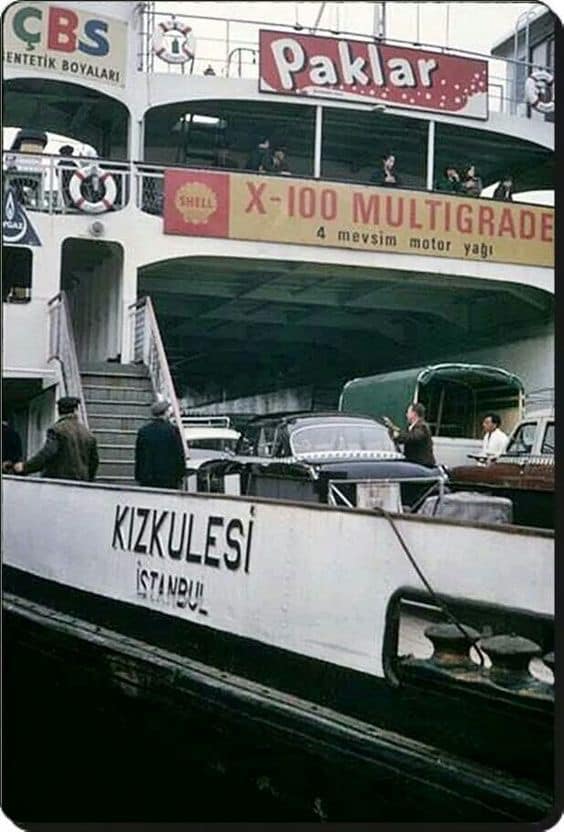 ÇBS
SENTETİK BOYALARI
Paklar
SHELL
X-100 MULTIGRADE
4 mevsim motor yağı
KIZKULESİ
İSTANBUL